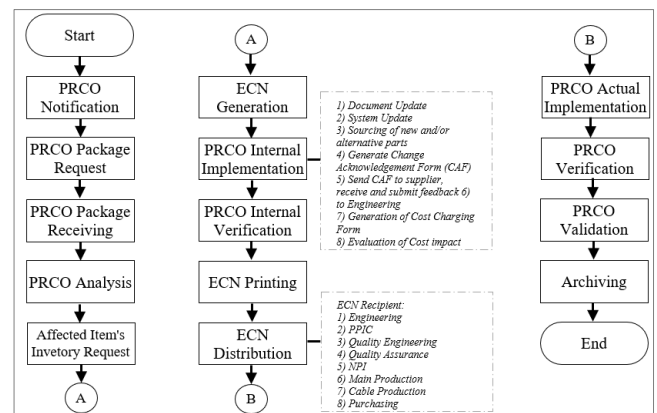 Start
PRCO
Notification
PRCO Package
Request
PRCO Package
Receiving
PRCO Analysis
Affected Item's
Invetory Request
A
A
ECN
Generation
PRCO Internal
Implementation
PRCO Internal
Verification
ECN Printing
ECN
Distribution
B
1) Document Update
2) System Update
3) Sourcing of new and/or
alternative parts
4) Generate Change
Acknowledgement Form (CAF)
5) Send CAF to supplier,
receive and submit feedback 6)
to Engineering
7) Generation of Cost Charging
Form
8) Evaluation of Cost impact
ECN Recipient:
1) Engineering
2) PPIC
3) Quality Engineering
4) Quality Assurance
5) NPI
6) Main Production
7) Cable Production
8) Purchasing
B
PRCO Actual
Implementation
PRCO
Verification
PRCO
Validation
Archiving
End